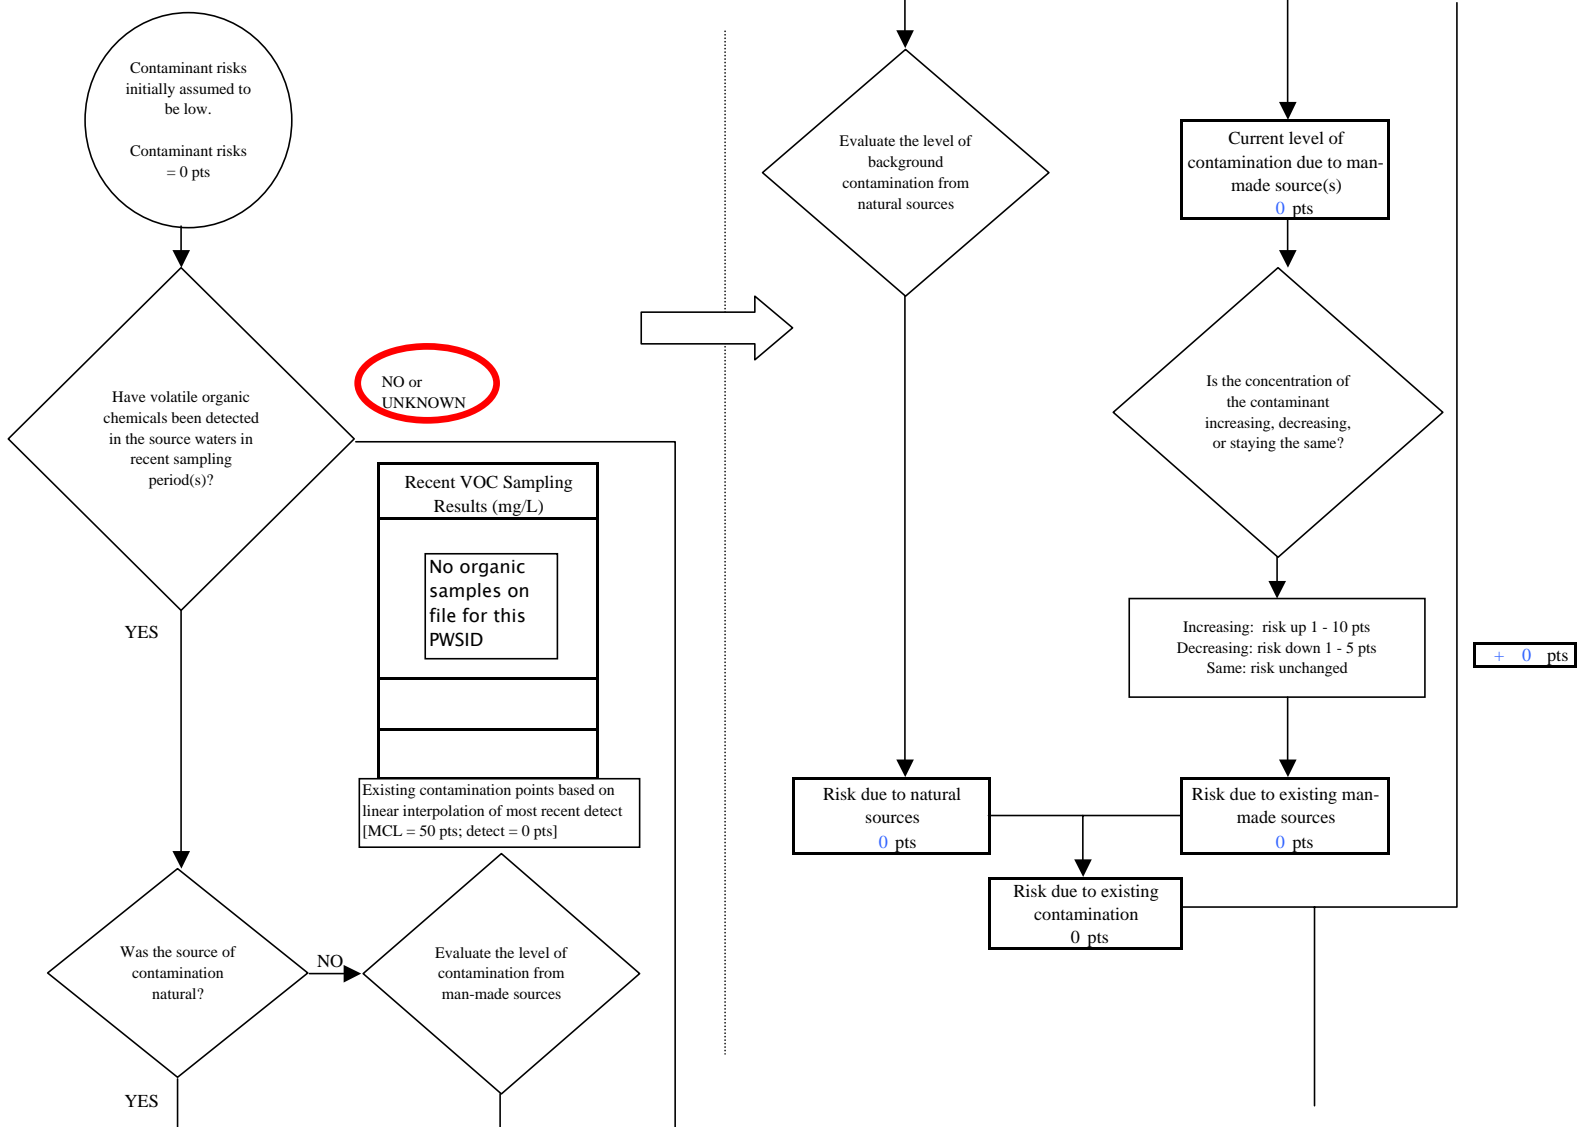 Contaminant risks
initially assumed to
be low.
Contaminant risks
= 0 pts
Have volatile organic
chemicals been detected
in the source waters in
recent sampling
period(s)?
NO or
UNKNOWN
YES
Recent VOC Sampling
Results (mg/L)
No organic
samples on
file for this
PWSID
Existing contamination points based on
linear interpolation of most recent detect
[MCL = 50 pts; detect = 0 pts]
Was the source of
contamination
natural?
NO
YES
Evaluate the level of
contamination from
man-made sources
Evaluate the level of
background
contamination from
natural sources
Current level of
contamination due to man-
made source(s)
0 pts
Is the concentration of
the contaminant
increasing, decreasing,
or staying the same?
Increasing: risk up 1 - 10 pts
Decreasing: risk down 1 - 5 pts
Same: risk unchanged
+ 0 pts
Risk due to natural
sources
0 pts
Risk due to existing man-
made sources
0 pts
Risk due to existing
contamination
0 pts